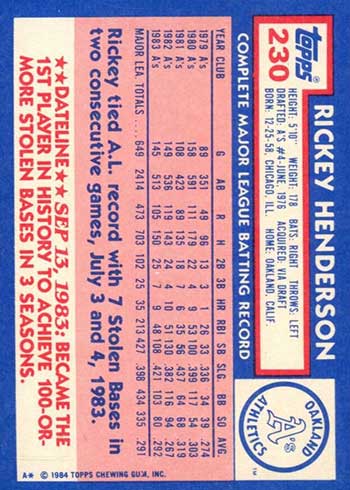 topps®
230
RICKEY HENDERSON
HEIGHT: 5'10" WEIGHT: 178 BATS: RIGHT THROWS: LEFT
DRAFTED: A'S #4-JUNE, 1976 ACQUIRED: VIA DRAFT
BORN: 12-25-58, CHICAGO, ILL. HOME: OAKLAND, CALIF.
OAKLAND
A's
ATHLETICS
TM
COMPLETE MAJOR LEAGUE BATTING RECORD
YEAR CLUB G AB R H 2B 3B HR RBI SB SLG BB SO AVG
1979 A's 89 351 49 96 13 3 1 26 33 .336 34 39 .274
1980 A's 158 591 111 179 22 4 9 53 100 .399 117 54 .303
1981 A's 108 423 89 135 18 7 6 35 56 .437 64 68 .319
1982 A's 149 536 119 143 24 4 10 51 130 .382 116 94 .267
1983 A's 145 513 105 150 25 7 9 48 108 .421 103 80 .292
MAJOR LEA. TOTALS 649 2414 473 703 102 25 35 213 427 .398 434 335 .291
Rickey tied A.L. record with 7 Stolen Bases in
two consecutive games, July 3 and 4, 1983.
★★DATELINE★★ SEP 13, 1983: BECAME THE
1ST PLAYER IN HISTORY TO ACHIEVE 100-OR-
MORE STOLEN BASES IN 3 SEASONS.
A* © 1984 TOPPS CHEWING GUM, INC.